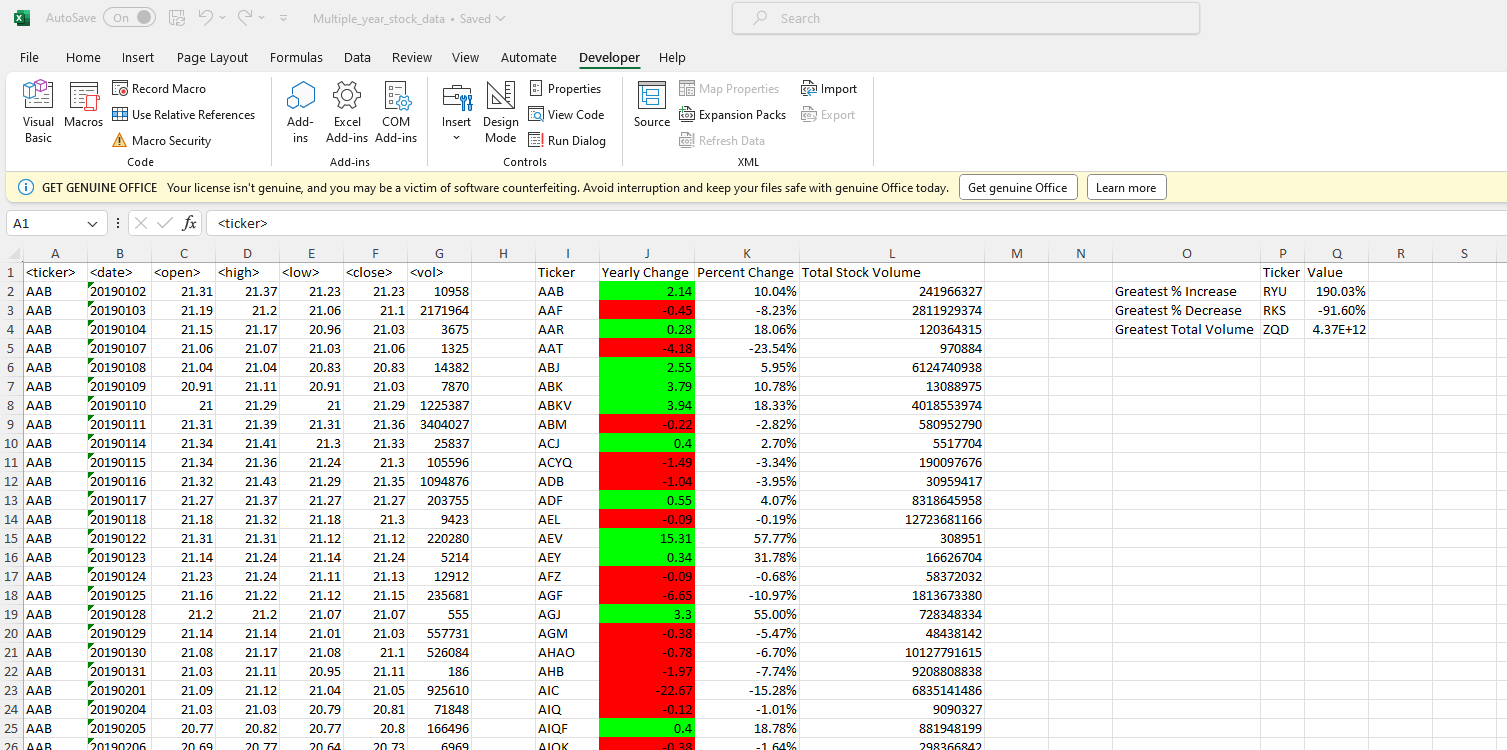 AutoSave On Multiple_year_stock_data • Saved Search
File Home Insert Page Layout Formulas Data Review View Automate Developer Help
Visual Basic
Macros
Record Macro
Use Relative References
Macro Security
Code
Add-ins
Excel Add-ins
COM Add-ins
Add-ins
Insert
Design Mode
Properties
View Code
Run Dialog
Controls
Source
Map Properties
Expansion Packs
Refresh Data
Import
Export
XML
GET GENUINE OFFICE Your license isn't genuine, and you may be a victim of software counterfeiting. Avoid interruption and keep your files safe with genuine Office today. Get genuine Office Learn more
A1 fx <ticker>
A B C D E F G H I J K L M N O P Q R S
1 <ticker> <date> <open> <high> <low> <close> <vol> Ticker Yearly Change Percent Change Total Stock Volume Ticker Value
2 AAB 20190102 21.31 21.37 21.23 21.23 10958 AAB 2.14 10.04% 241966327 Greatest % Increase RYU 190.03%
3 AAB 20190103 21.19 21.2 21.06 21.1 2171964 AAF -0.45 -8.23% 2811929374 Greatest % Decrease RKS -91.60%
4 AAB 20190104 21.15 21.17 20.96 21.03 3675 AAR 0.28 18.06% 120364315 Greatest Total Volume ZQD 4.37E+12
5 AAB 20190107 21.06 21.07 21.03 21.06 1325 AAT -4.18 -23.54% 970884
6 AAB 20190108 21.04 21.04 20.83 20.83 14382 ABJ 2.55 5.95% 6124740938
7 AAB 20190109 20.91 21.11 20.91 21.03 7870 ABK 3.79 10.78% 13088975
8 AAB 20190110 21 21.29 21 21.29 1225387 ABKV 3.94 18.33% 4018553974
9 AAB 20190111 21.31 21.39 21.31 21.36 3404027 ABM -0.22 -2.82% 580952790
10 AAB 20190114 21.34 21.41 21.3 21.33 25837 ACJ 0.4 2.70% 5517704
11 AAB 20190115 21.34 21.36 21.24 21.3 105596 ACYQ -1.49 -3.34% 190097676
12 AAB 20190116 21.32 21.43 21.29 21.35 1094876 ADB -1.04 -3.95% 30959417
13 AAB 20190117 21.27 21.37 21.27 21.27 203755 ADF 0.55 4.07% 8318645958
14 AAB 20190118 21.18 21.32 21.18 21.3 9423 AEL -0.09 -0.19% 12723681166
15 AAB 20190122 21.31 21.31 21.12 21.12 220280 AEV 15.31 57.77% 308951
16 AAB 20190123 21.14 21.24 21.14 21.24 5214 AEY 0.34 31.78% 16626704
17 AAB 20190124 21.23 21.24 21.11 21.13 12912 AFZ -0.09 -0.68% 58372032
18 AAB 20190125 21.16 21.22 21.12 21.15 235681 AGF -6.65 -10.97% 1813673380
19 AAB 20190128 21.2 21.2 21.07 21.07 555 AGJ 3.3 55.00% 728348334
20 AAB 20190129 21.14 21.14 21.01 21.03 557731 AGM -0.38 -5.47% 48438142
21 AAB 20190130 21.08 21.17 21.08 21.1 526084 AHAO -0.78 -6.70% 10127791615
22 AAB 20190131 21.03 21.11 20.95 21.11 186 AHB -1.97 -7.74% 9208808838
23 AAB 20190201 21.09 21.12 21.04 21.05 925610 AIC -22.67 -15.28% 6835141486
24 AAB 20190204 21.03 21.03 20.79 20.81 71848 AIQ -0.12 -1.01% 9090327
25 AAB 20190205 20.77 20.82 20.77 20.8 166496 AIQF 0.4 18.78% 881948199
26 AAB 20190206 20.69 20.77 20.64 20.73 6969 AIQK -0.38 -1.64% 298366842